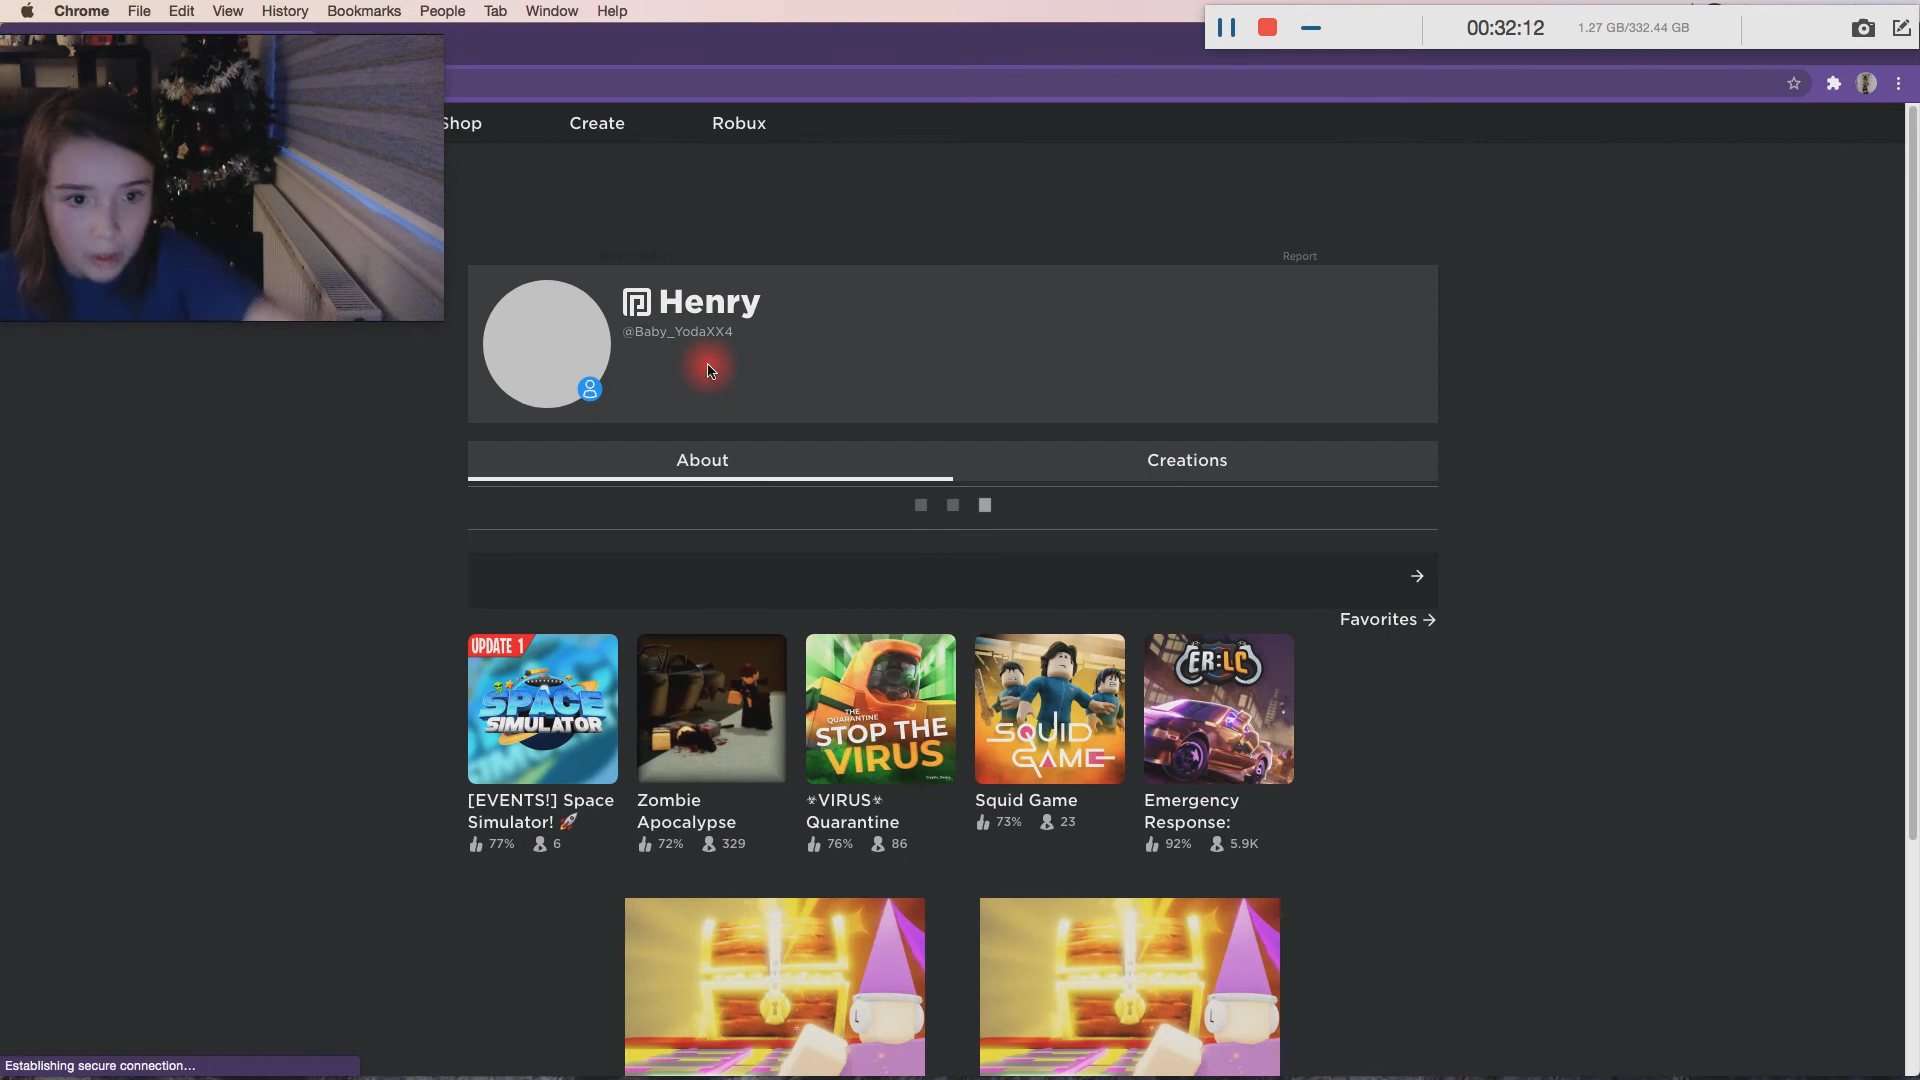 Chrome File Edit View History Bookmarks People Tab Window Help
00:32:12 1.27 GB/332.44 GB
Shop Create Robux
Report
Henry
@Baby_YodaXX4
About Creations
Favorites
UPDATE 1
SPACE
SIMULATOR
THE
QUARANTINE
STOP THE
VIRUS
SQUID
GAME
ER:LC
[EVENTS!] Space
Simulator! 🚀
77% 6
Zombie
Apocalypse
72% 329
☣VIRUS☣
Quarantine
76% 86
Squid Game
73% 23
Emergency
Response:
92% 5.9K
L
L
Establishing secure connection...